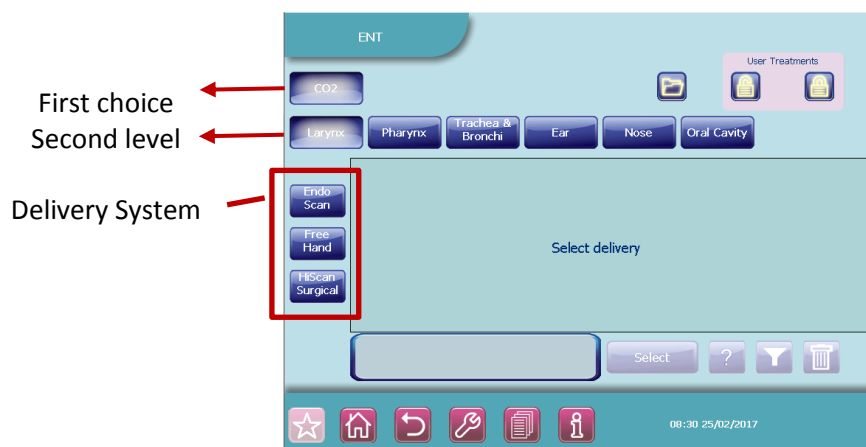 ENT
User Treatments
CO2
First choice
Second level
Larynx
Pharynx
Trachea &
Bronchi
Ear
Nose
Oral Cavity
Delivery System
Endo
Scan
Free
Hand
HiScan
Surgical
Select delivery
Select
?
08:30 25/02/2017